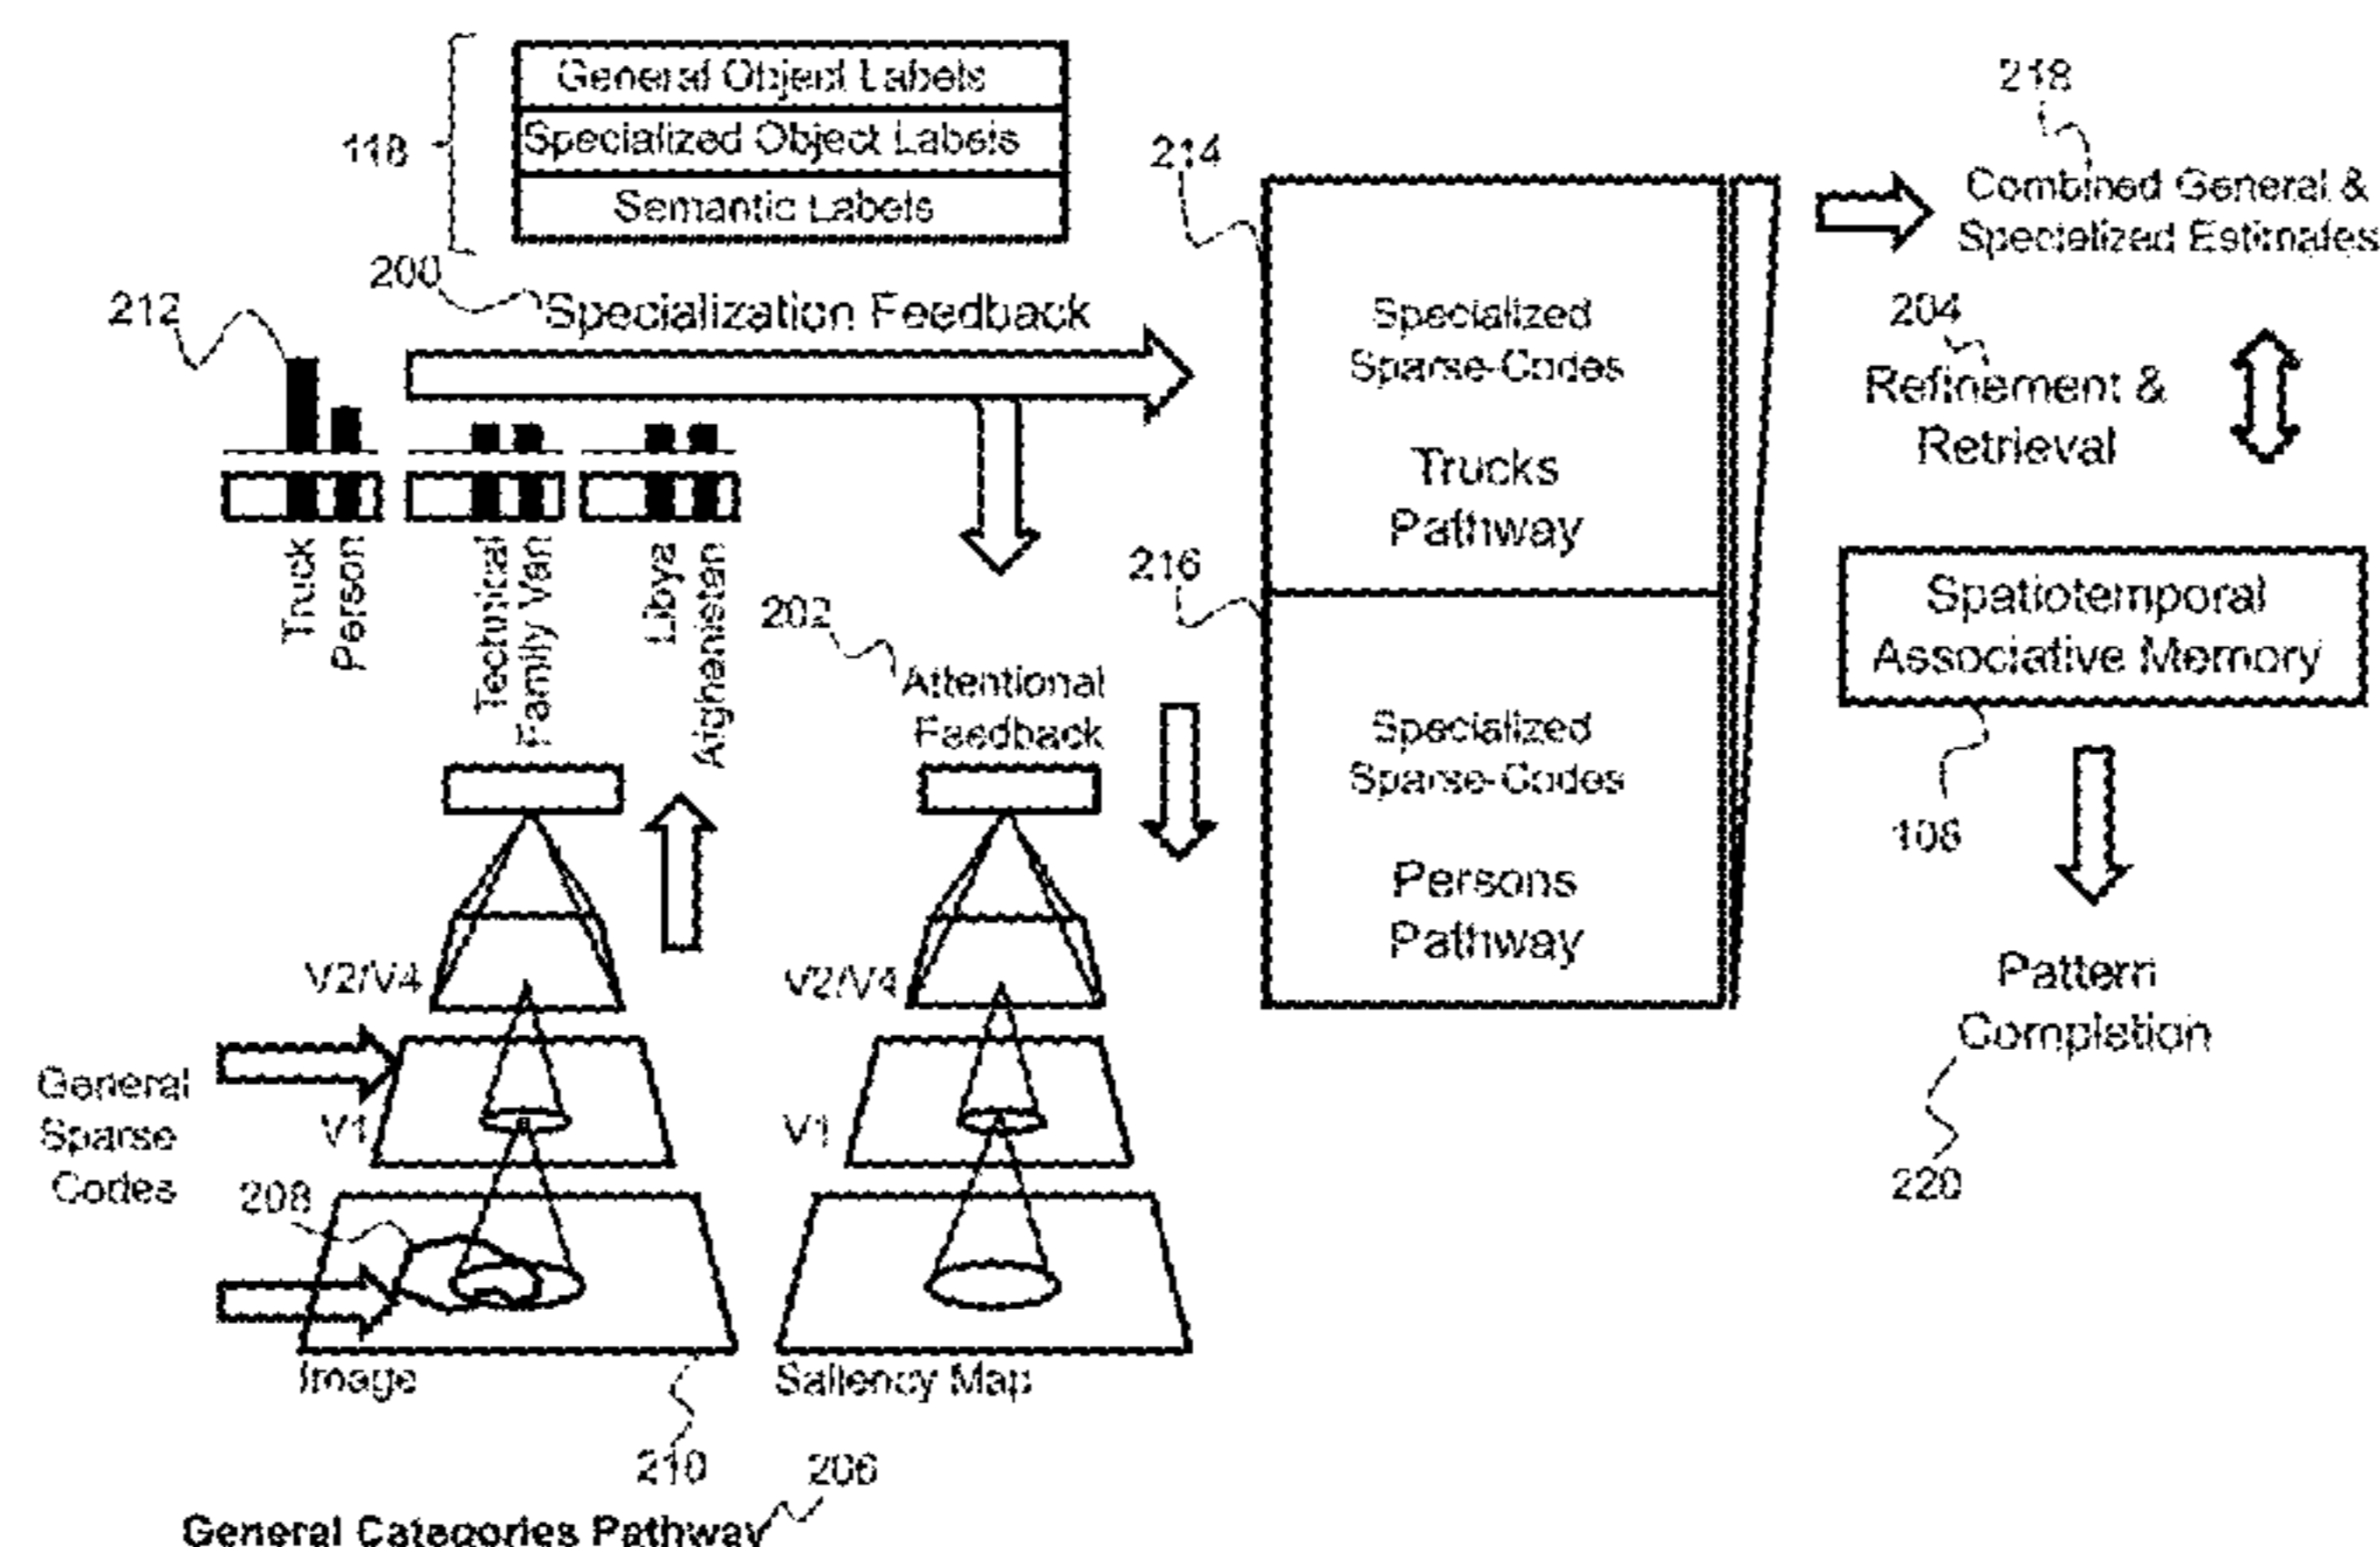 General Object Labels
Specialized Object Labels
Semantic Labels
118
200
Specialization Feedback
212
Truck
Person
Technical
Family Van
Libya
Afghanistan
202
Attentional
Feedback
V2/V4
V2/V4
General
Sparse
Codes
V1
V1
208
Image
Saliency Map
210
206
General Categories Pathway
214
Specialized
Sparse-Codes
Trucks
Pathway
216
Specialized
Sparse-Codes
Persons
Pathway
218
Combined General &
Specialized Estimates
204
Refinement &
Retrieval
Spatiotemporal
Associative Memory
108
Pattern
Completion
220